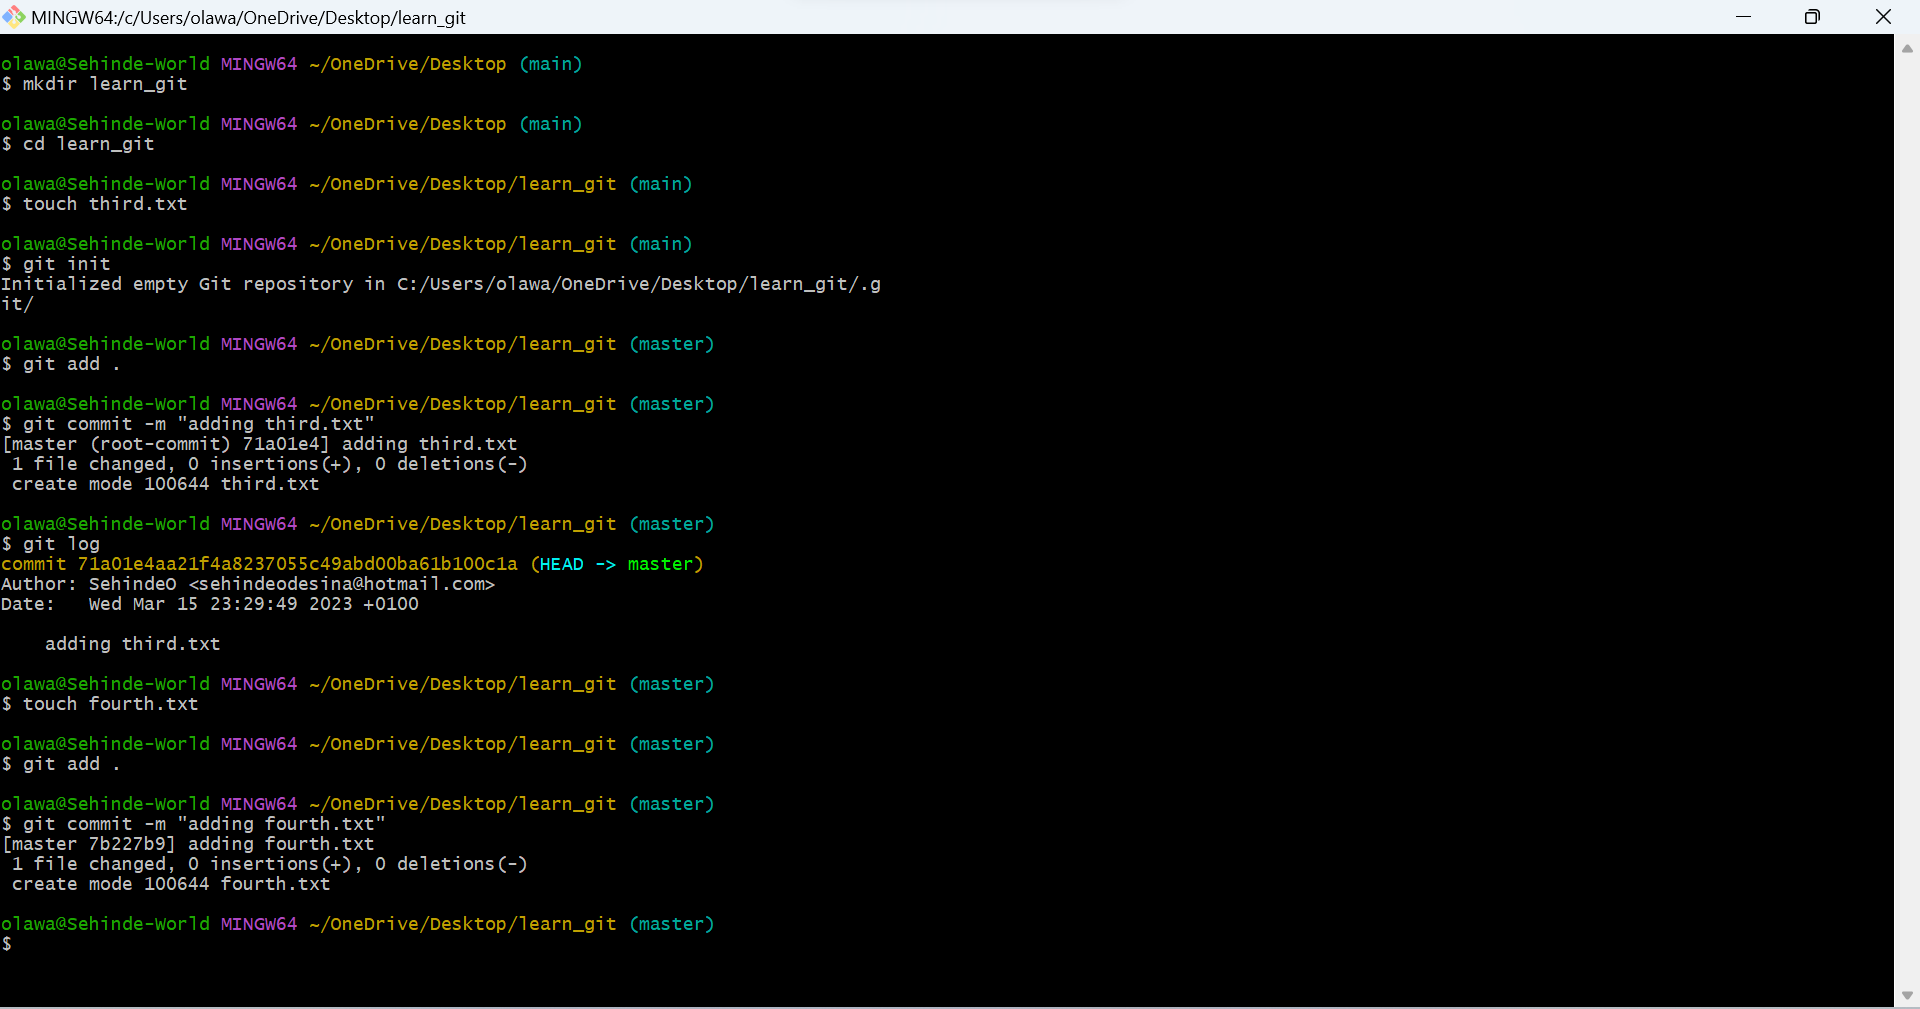 MINGW64:/c/Users/olawa/OneDrive/Desktop/learn_git
olawa@Sehinde-World MINGW64 ~/OneDrive/Desktop (main)
$ mkdir learn_git
olawa@Sehinde-World MINGW64 ~/OneDrive/Desktop (main)
$ cd learn_git
olawa@Sehinde-World MINGW64 ~/OneDrive/Desktop/learn_git (main)
$ touch third.txt
olawa@Sehinde-World MINGW64 ~/OneDrive/Desktop/learn_git (main)
$ git init
Initialized empty Git repository in C:/Users/olawa/OneDrive/Desktop/learn_git/.g
it/
olawa@Sehinde-World MINGW64 ~/OneDrive/Desktop/learn_git (master)
$ git add .
olawa@Sehinde-World MINGW64 ~/OneDrive/Desktop/learn_git (master)
$ git commit -m "adding third.txt"
[master (root-commit) 71a01e4] adding third.txt
 1 file changed, 0 insertions(+), 0 deletions(-)
 create mode 100644 third.txt
olawa@Sehinde-World MINGW64 ~/OneDrive/Desktop/learn_git (master)
$ git log
commit 71a01e4aa21f4a8237055c49abd00ba61b100c1a (HEAD -> master)
Author: SehindeO <sehindeodesina@hotmail.com>
Date:   Wed Mar 15 23:29:49 2023 +0100
    adding third.txt
olawa@Sehinde-World MINGW64 ~/OneDrive/Desktop/learn_git (master)
$ touch fourth.txt
olawa@Sehinde-World MINGW64 ~/OneDrive/Desktop/learn_git (master)
$ git add .
olawa@Sehinde-World MINGW64 ~/OneDrive/Desktop/learn_git (master)
$ git commit -m "adding fourth.txt"
[master 7b227b9] adding fourth.txt
 1 file changed, 0 insertions(+), 0 deletions(-)
 create mode 100644 fourth.txt
olawa@Sehinde-World MINGW64 ~/OneDrive/Desktop/learn_git (master)
$